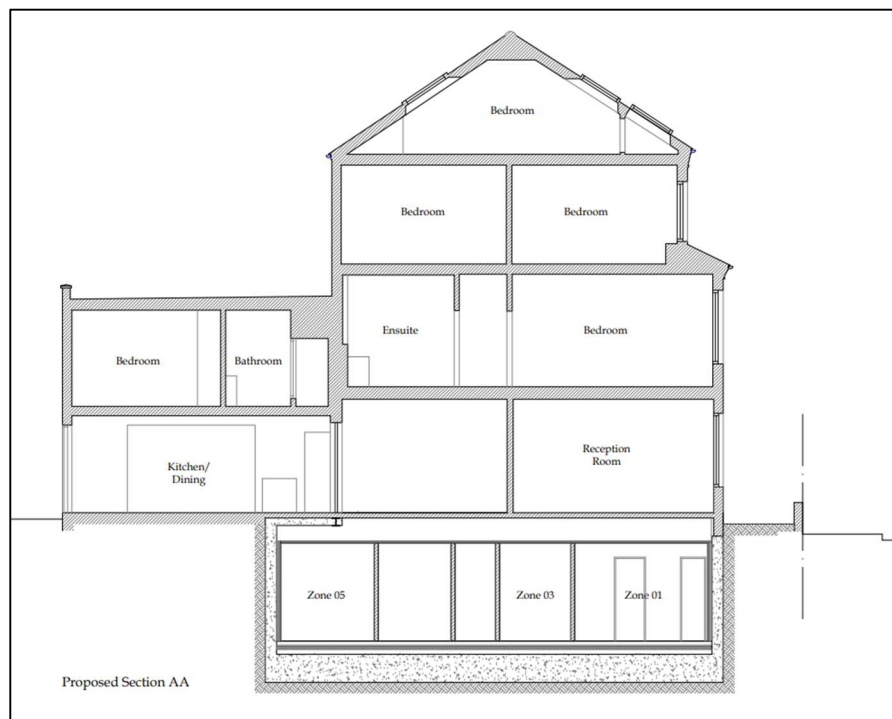 Bedroom
Bedroom
Bedroom
Ensuite
Bedroom
Bedroom
Bathroom
Reception
Room
Kitchen/
Dining
Zone 05
Zone 03
Zone 01
Proposed Section AA